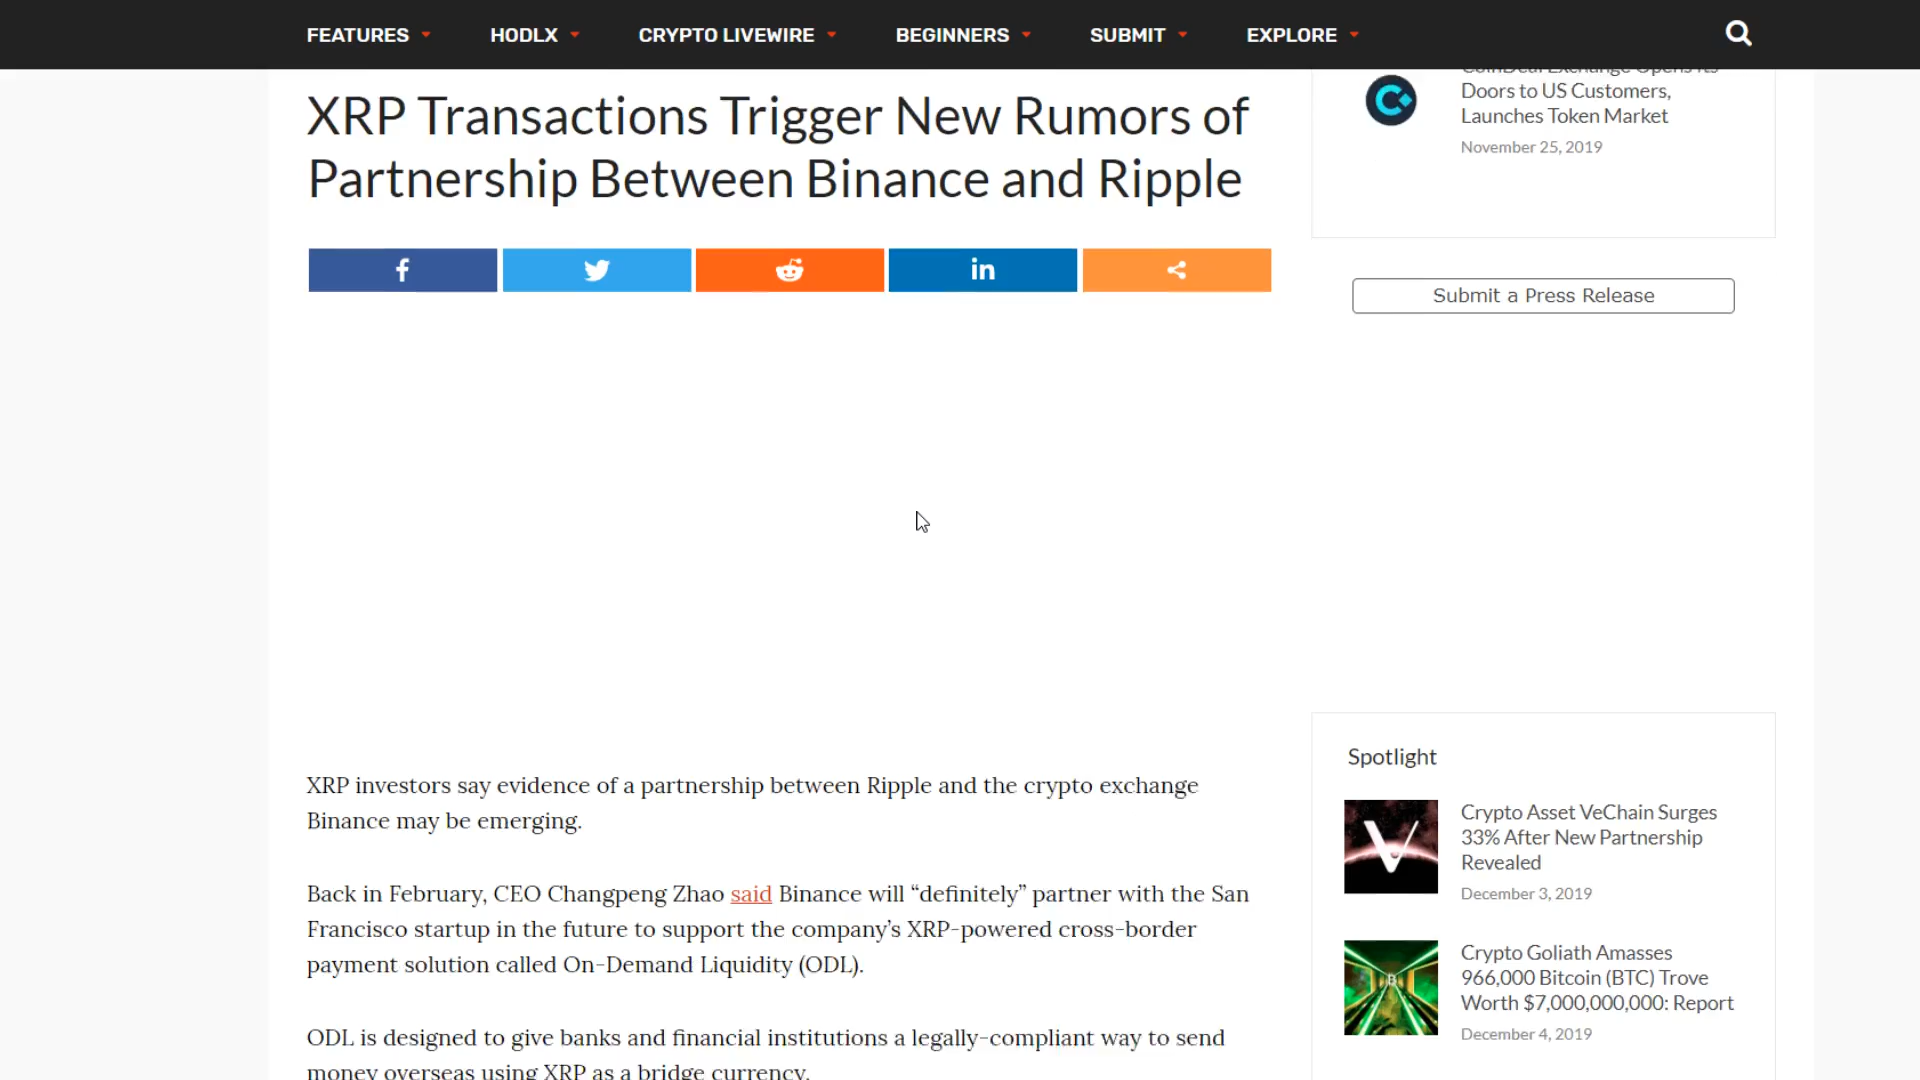 FEATURES HODLX CRYPTO LIVEWIRE BEGINNERS SUBMIT EXPLORE
XRP Transactions Trigger New Rumors of
Partnership Between Binance and Ripple
XRP investors say evidence of a partnership between Ripple and the crypto exchange
Binance may be emerging.
Back in February, CEO Changpeng Zhao said Binance will “definitely” partner with the San
Francisco startup in the future to support the company’s XRP-powered cross-border
payment solution called On-Demand Liquidity (ODL).
ODL is designed to give banks and financial institutions a legally-compliant way to send
money overseas using XRP as a bridge currency.
CoinDeal Exchange Opens Its
Doors to US Customers,
Launches Token Market
November 25, 2019
Submit a Press Release
Spotlight
Crypto Asset VeChain Surges
33% After New Partnership
Revealed
December 3, 2019
Crypto Goliath Amasses
966,000 Bitcoin (BTC) Trove
Worth $7,000,000,000: Report
December 4, 2019